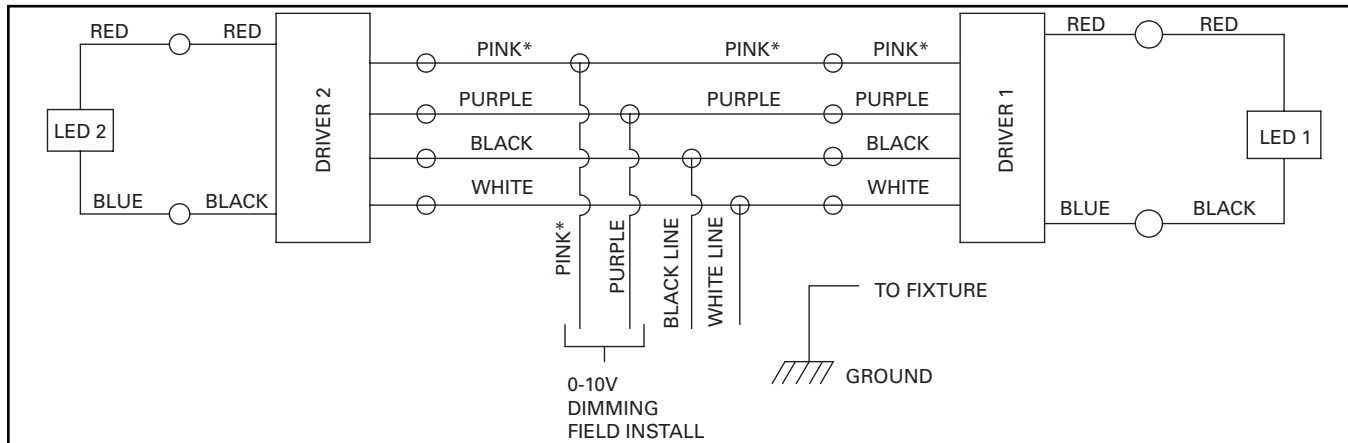 RED RED
PINK* PINK* PINK*
RED RED
PURPLE PURPLE PURPLE
LED 2
DRIVER 2
BLACK BLACK
DRIVER 1
LED 1
WHITE WHITE
BLUE BLACK
BLUE BLACK
PINK*
PURPLE
BLACK LINE
WHITE LINE
TO FIXTURE
GROUND
0-10V
DIMMING
FIELD INSTALL